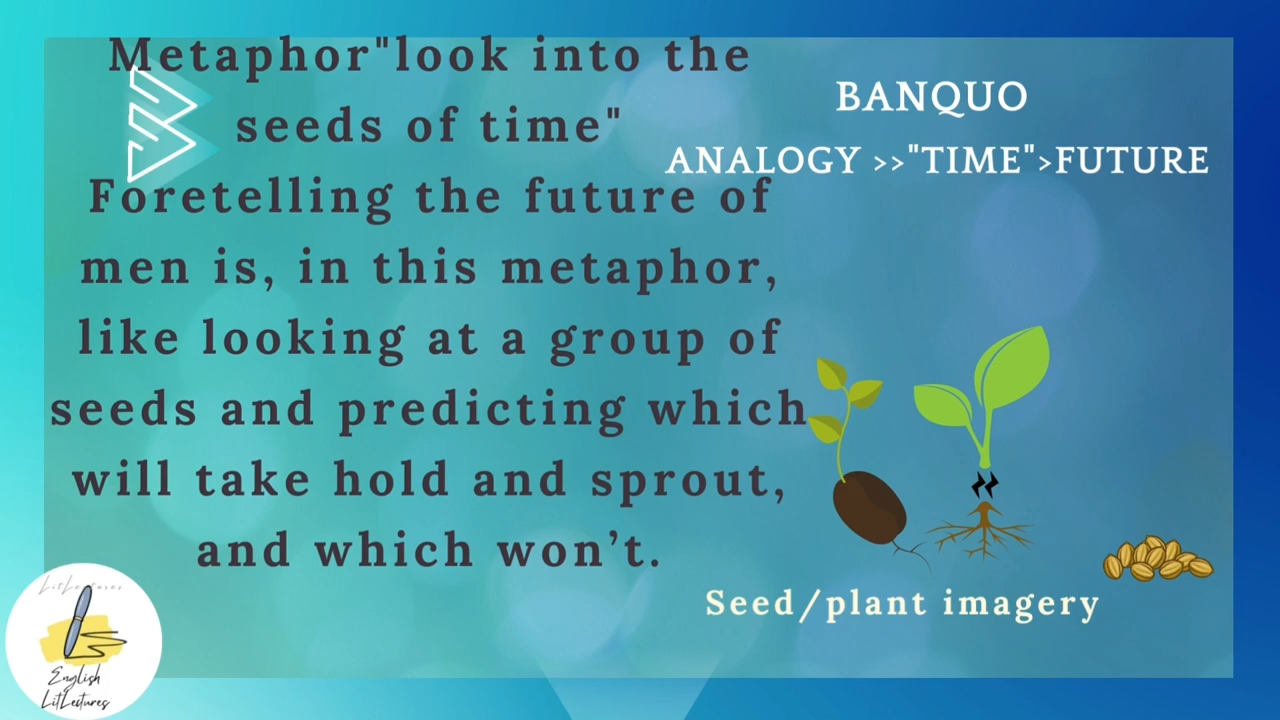 Metaphor"look into the
seeds of time"
Foretelling the future of
men is, in this metaphor,
like looking at a group of
seeds and predicting which
will take hold and sprout,
and which won’t.
BANQUO
ANALOGY >>"TIME">FUTURE
Seed/plant imagery
English
LitLectures